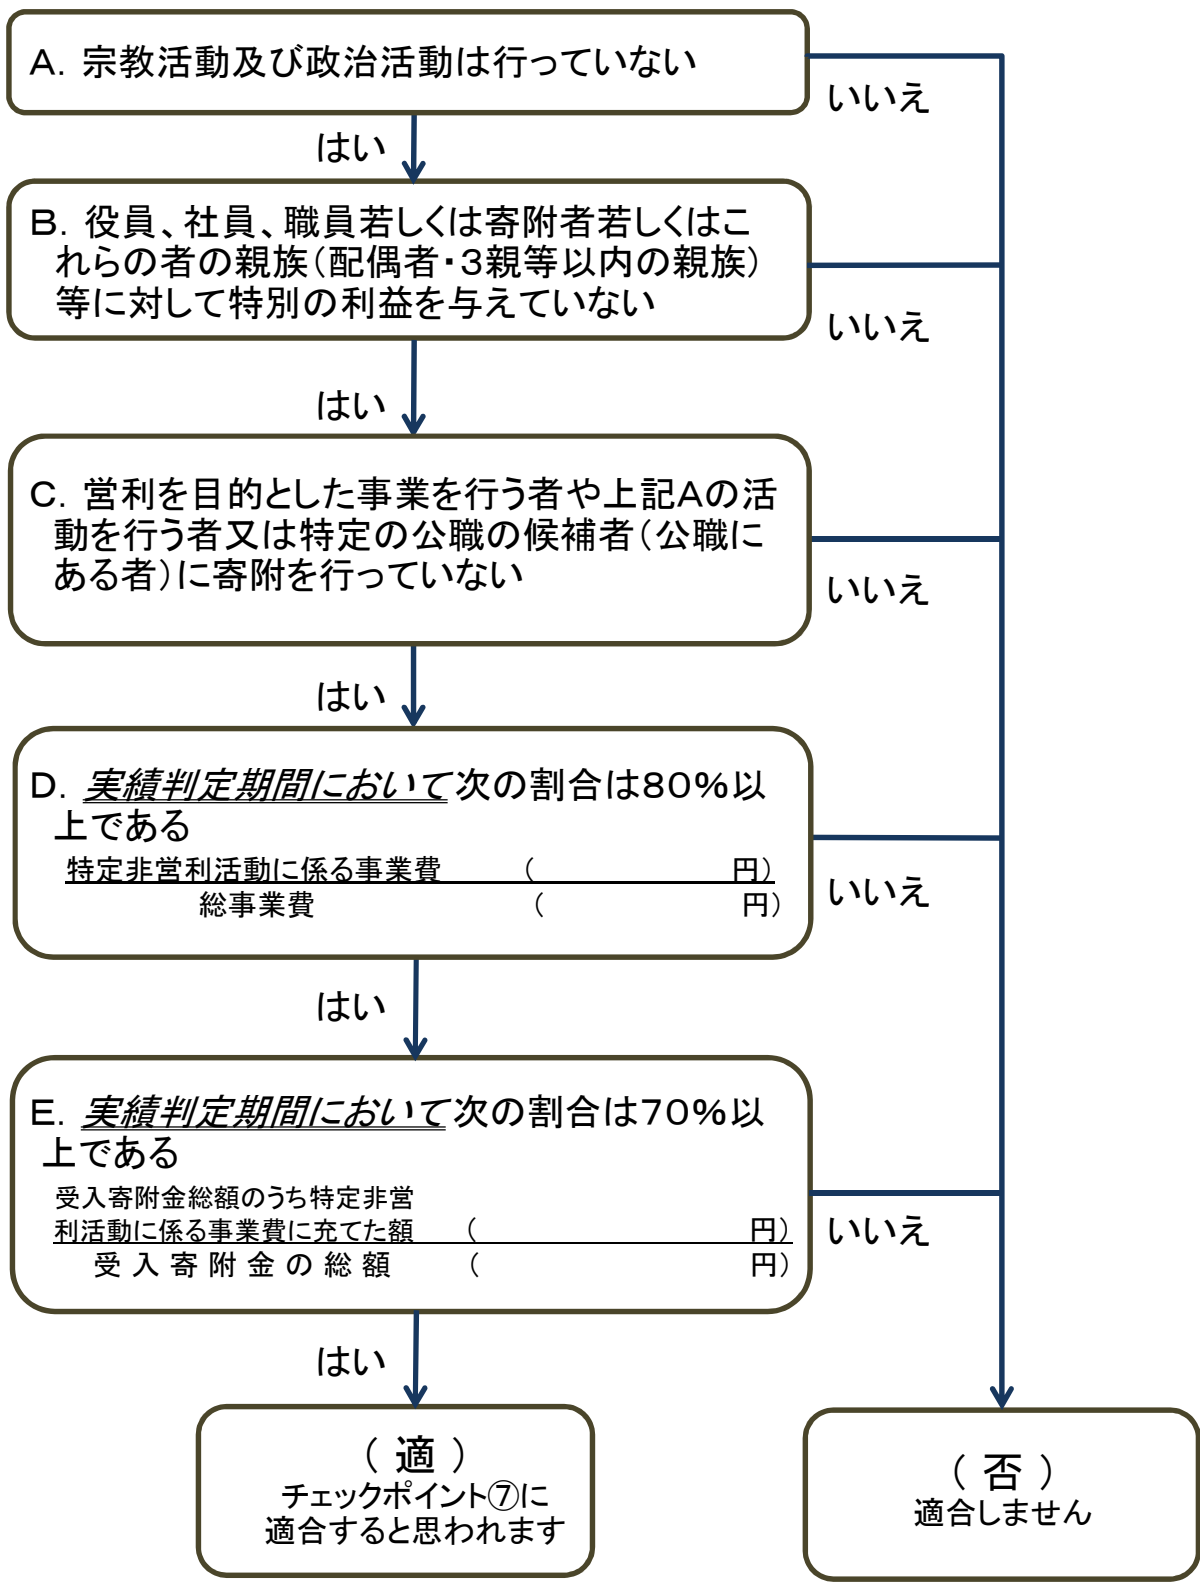 A．宗教活動及び政治活動は行っていない
いいえ
はい
B．役員、社員、職員若しくは寄附者若しくはこ
れらの者の親族（配偶者・3親等以内の親族）
等に対して特別の利益を与えていない
いいえ
はい
C．営利を目的とした事業を行う者や上記Aの活
動を行う者又は特定の公職の候補者（公職に
ある者）に寄附を行っていない
いいえ
はい
D．実績判定期間において次の割合は80％以
上である
特定非営利活動に係る事業費　（　円）
総事業費　（　円）
いいえ
はい
E．実績判定期間において次の割合は70％以
上である
受入寄附金総額のうち特定非営
利活動に係る事業費に充てた額　（　円）
受入寄附金の総額　（　円）
いいえ
はい
（適）
チェックポイント⑦に
適合すると思われます
（否）
適合しません